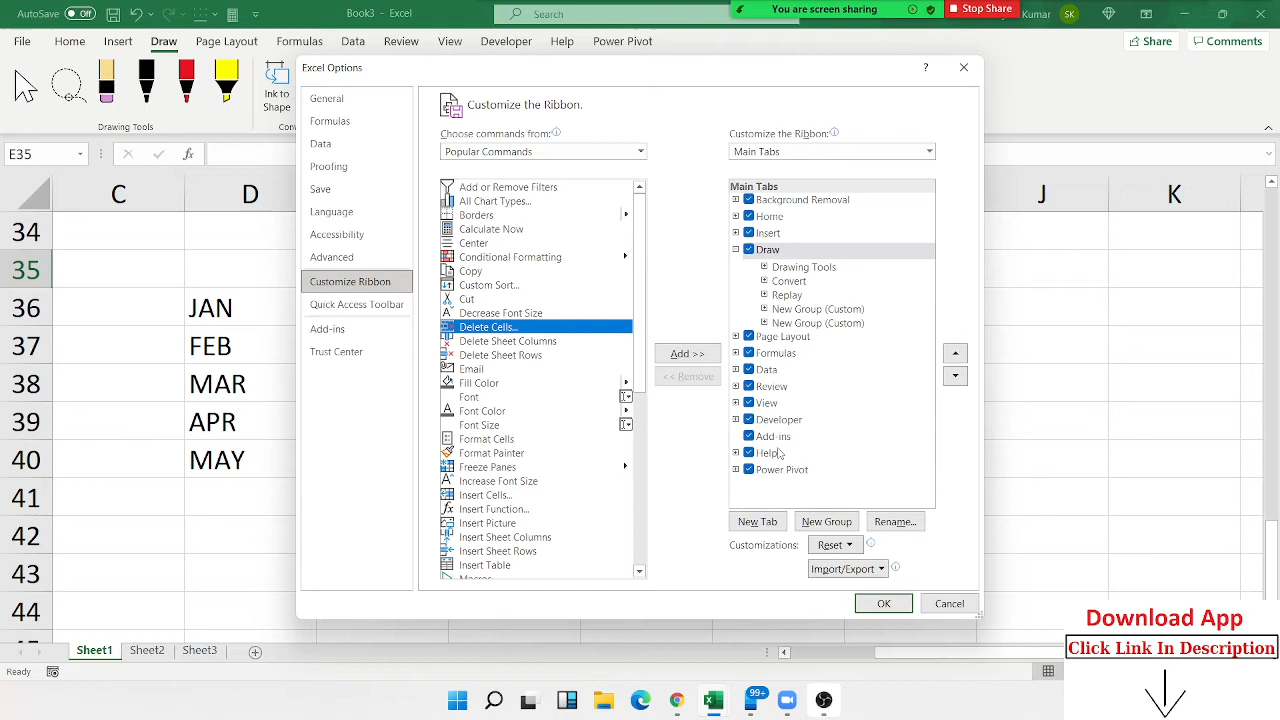 AutoSave Off
Book3 - Excel
Search
You are screen sharing
Stop Share
Kumar
SK
File
Home
Insert
Draw
Page Layout
Formulas
Data
Review
View
Developer
Help
Power Pivot
Share
Comments
Ink to
Shape
Drawing Tools
E35
fx
C
D
J
K
34
35
36
37
38
39
40
41
42
43
44
JAN
FEB
MAR
APR
MAY
Excel Options
?
General
Formulas
Data
Proofing
Save
Language
Accessibility
Advanced
Customize Ribbon
Quick Access Toolbar
Add-ins
Trust Center
Customize the Ribbon.
Choose commands from:
Popular Commands
Add or Remove Filters
All Chart Types...
Borders
Calculate Now
Center
Conditional Formatting
Copy
Custom Sort...
Cut
Decrease Font Size
Delete Cells...
Delete Sheet Columns
Delete Sheet Rows
Email
Fill Color
Font
Font Color
Font Size
Format Cells
Format Painter
Freeze Panes
Increase Font Size
Insert Cells...
Insert Function...
Insert Picture
Insert Sheet Columns
Insert Sheet Rows
Insert Table
Macros
Add >>
<< Remove
Customize the Ribbon:
Main Tabs
Main Tabs
Background Removal
Home
Insert
Draw
Drawing Tools
Convert
Replay
New Group (Custom)
New Group (Custom)
Page Layout
Formulas
Data
Review
View
Developer
Add-ins
Help
Power Pivot
New Tab
New Group
Rename...
Customizations:
Reset
Import/Export
OK
Cancel
Sheet1
Sheet2
Sheet3
Ready
99+
Download App
Click Link In Description